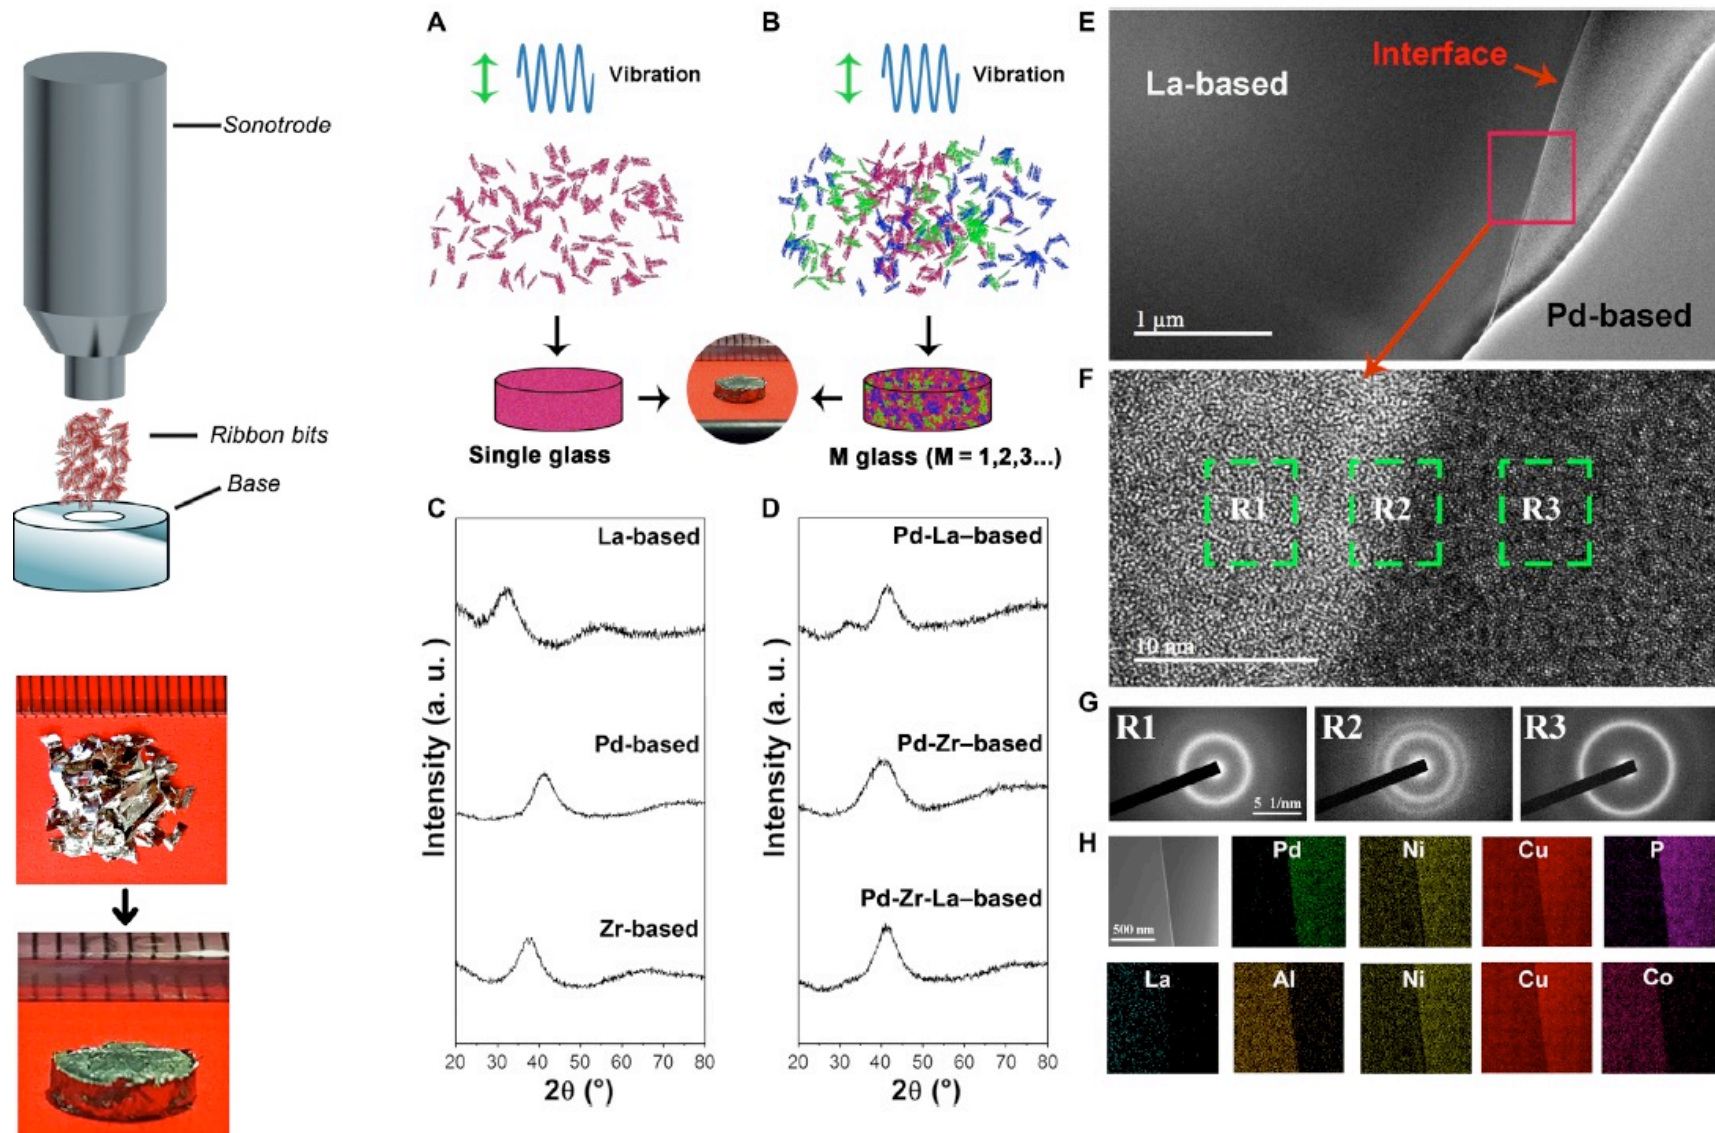 Sonotrode
Ribbon bits
Base
A
Vibration
Single glass
B
Vibration
M glass (M = 1,2,3...)
C
La-based
Pd-based
Zr-based
Intensity (a. u. )
20 30 40 50 60 70 80
2θ (°)
D
Pd-La–based
Pd-Zr–based
Pd-Zr-La–based
Intensity (a. u. )
20 30 40 50 60 70 80
2θ (°)
E
La-based
Interface
Pd-based
1 µm
F
R1 R2 R3
10 nm
G
R1 R2 R3
5 1/nm
H
500 nm
Pd Ni Cu P
La Al Ni Cu Co